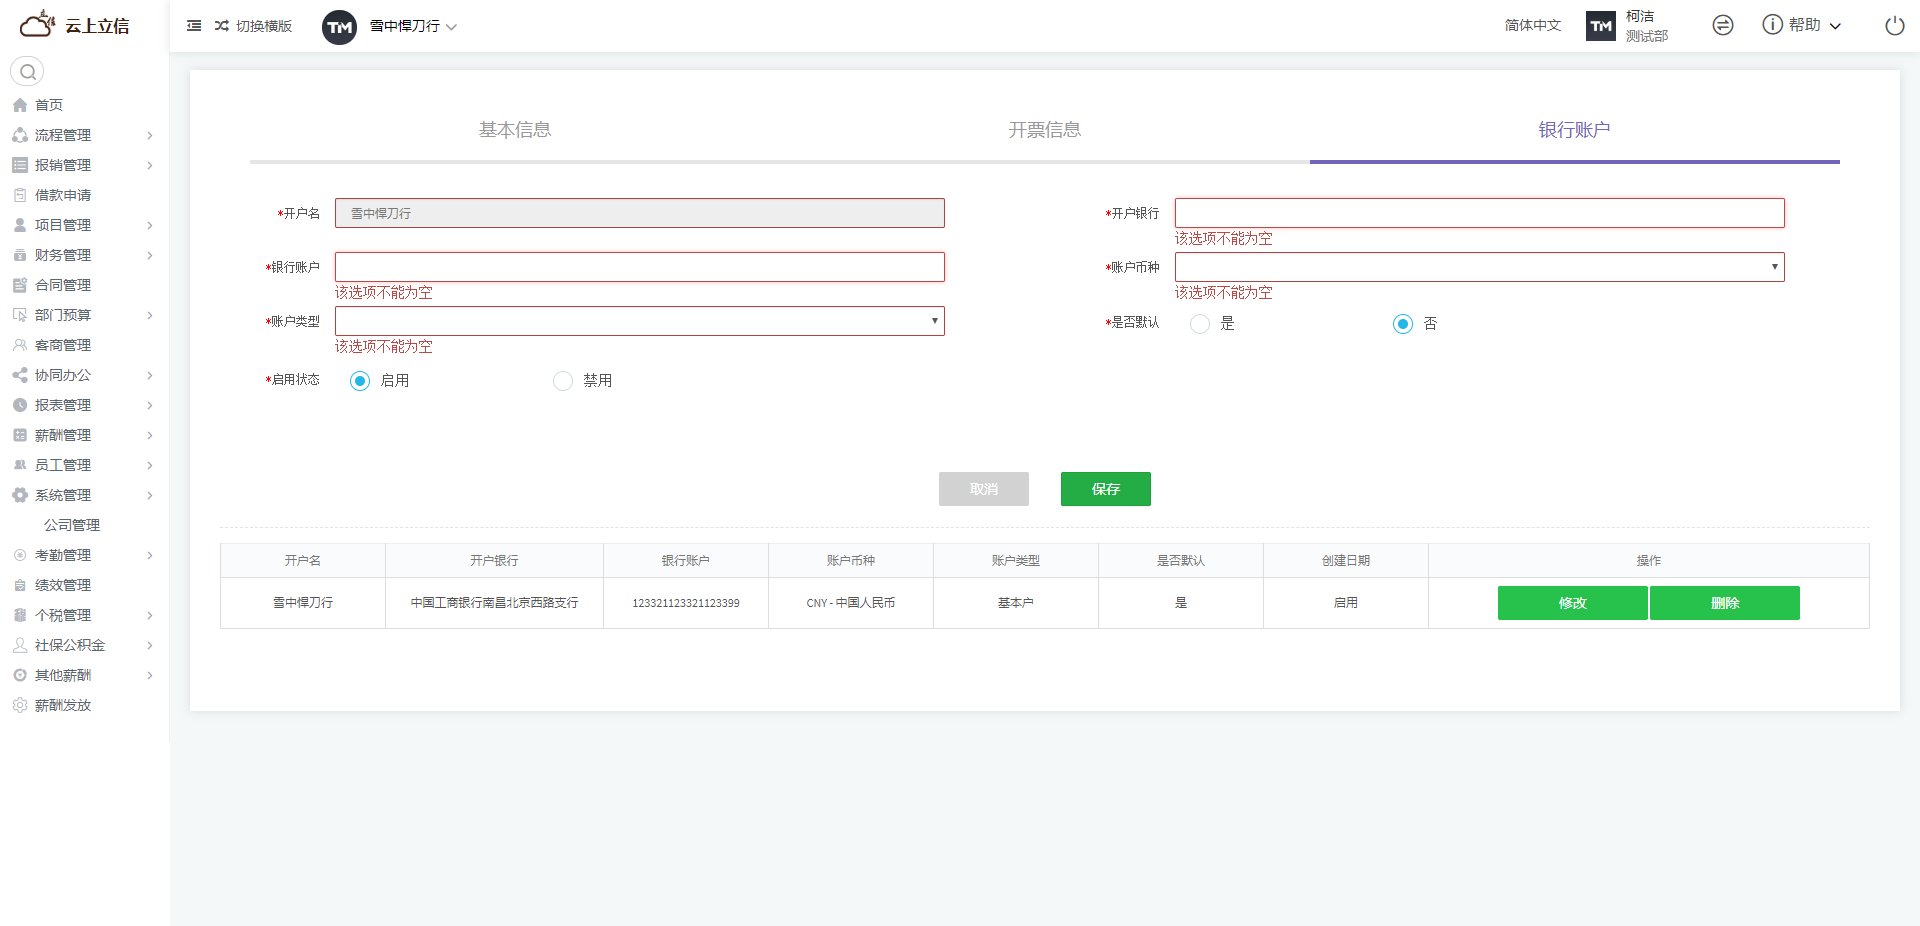 云上立信
切换横版
TM
雪中悍刀行
简体中文
TM
柯洁
测试部
帮助
首页
流程管理
报销管理
借款申请
项目管理
财务管理
合同管理
部门预算
客商管理
协同办公
报表管理
薪酬管理
员工管理
系统管理
公司管理
考勤管理
绩效管理
个税管理
社保公积金
其他薪酬
薪酬发放
基本信息 开票信息 银行账户
*开户名 雪中悍刀行
*开户银行
该选项不能为空
*银行账户
该选项不能为空
*账户币种
该选项不能为空
*账户类型
该选项不能为空
*是否默认 是 否
*启用状态 启用 禁用
取消 保存
开户名 开户银行 银行账户 账户币种 账户类型 是否默认 创建日期 操作
雪中悍刀行 中国工商银行南昌北京西路支行 123321123321123399 CNY - 中国人民币 基本户 是 启用 修改 删除